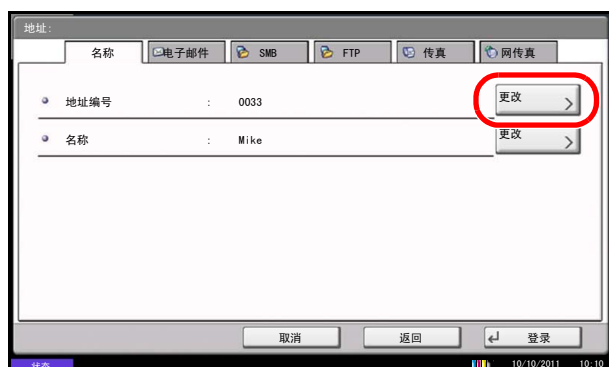 地址:
名称 电子邮件 SMB FTP 传真 网传真
地址编号 : 0033 更改
名称 : Mike 更改
取消 返回 登录
状态 10/10/2011 10:10